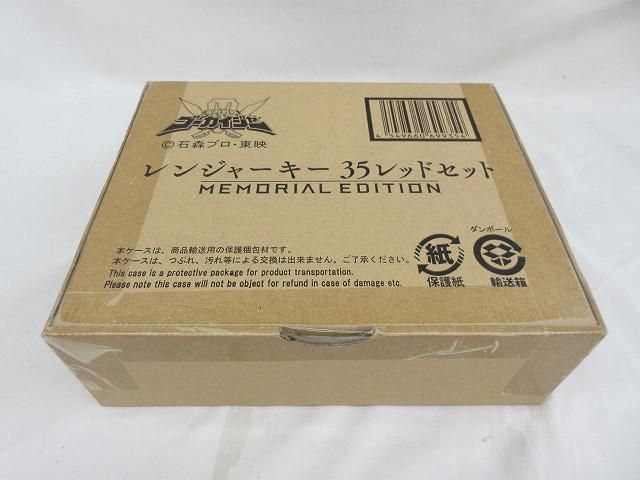 ゴーカイジャー
©石森プロ・東映
4 549660 699354
レンジャーキー 35レッドセット
MEMORIAL EDITION
本ケースは、商品輸送用の保護梱包材です。
本ケースは、つぶれ、汚れ等による交換は出来ません。ご了承ください。
This case is a protective package for product transportation.
Please note this case will not be object for refund in case of damage etc.
紙
保護紙
ダンボール
輸送箱